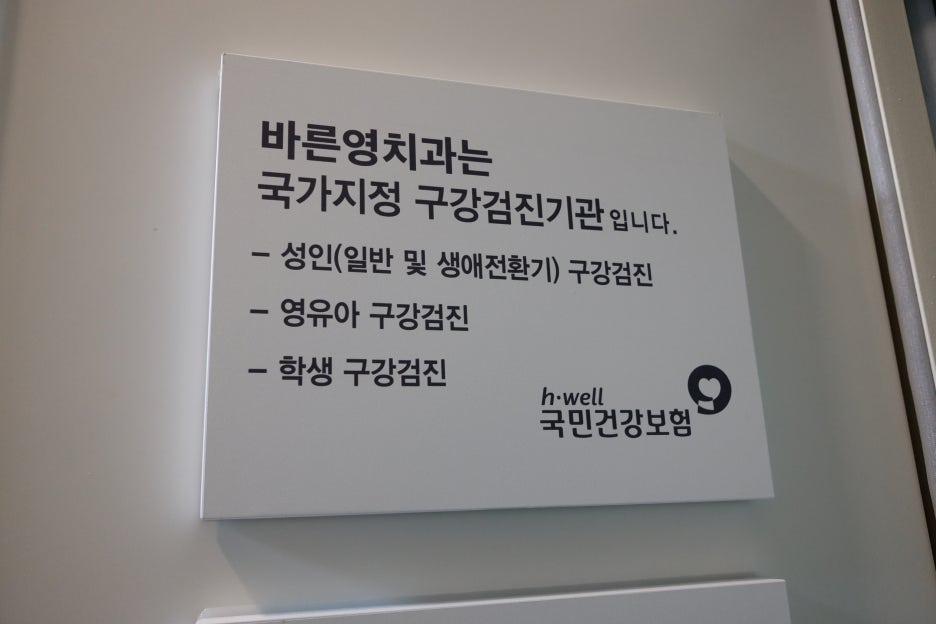 바른영치과는
국가지정 구강검진기관 입니다.
– 성인(일반 및 생애전환기) 구강검진
– 영유아 구강검진
– 학생 구강검진
h·well
국민건강보험